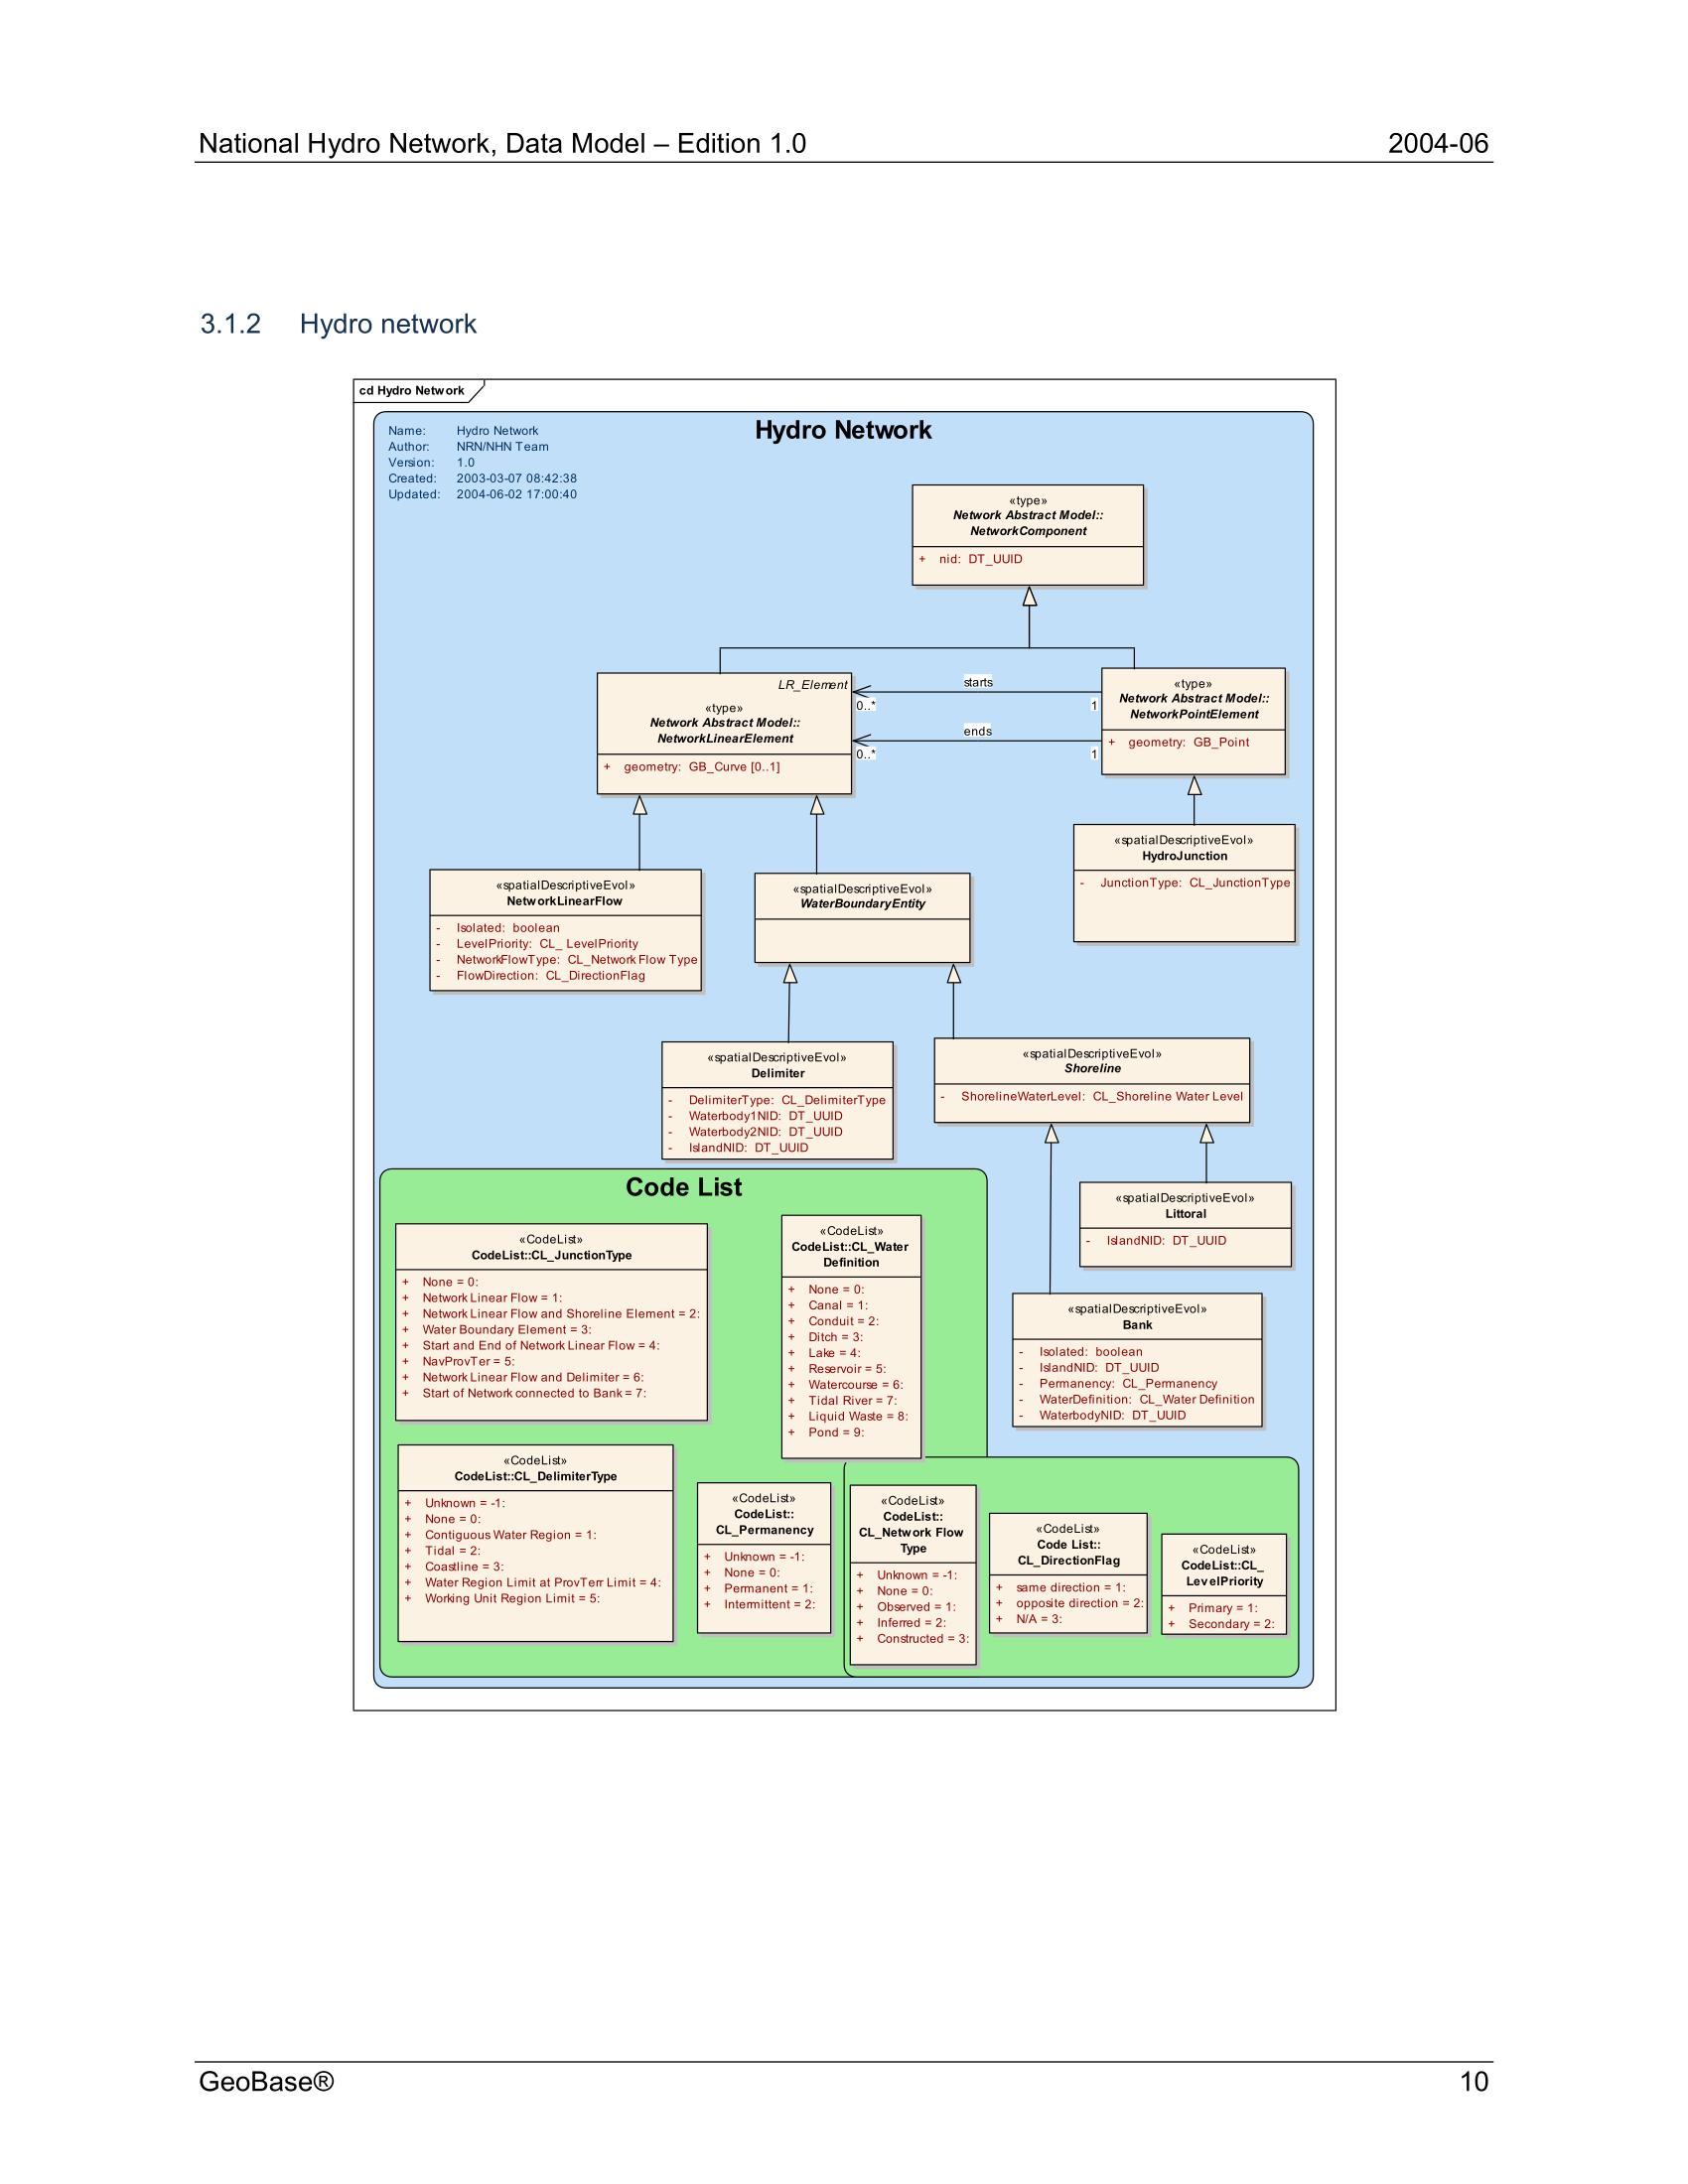 National Hydro Network, Data Model – Edition 1.0 2004-06
3.1.2 Hydro network
cd Hydro Network
Hydro Network
Name: Hydro Network
Author: NRN/NHN Team
Version: 1.0
Created: 2003-03-07 08:42:38
Updated: 2004-06-02 17:00:40
«type»
Network Abstract Model::
NetworkComponent
+ nid: DT_UUID
LR_Element
«type»
Network Abstract Model::
NetworkLinearElement
+ geometry: GB_Curve [0..1]
starts
0..* 1
ends
0..* 1
«type»
Network Abstract Model::
NetworkPointElement
+ geometry: GB_Point
«spatialDescriptiveEvol»
HydroJunction
- JunctionType: CL_JunctionType
«spatialDescriptiveEvol»
NetworkLinearFlow
- Isolated: boolean
- LevelPriority: CL_ LevelPriority
- NetworkFlowType: CL_Network Flow Type
- FlowDirection: CL_DirectionFlag
«spatialDescriptiveEvol»
WaterBoundaryEntity
«spatialDescriptiveEvol»
Delimiter
- DelimiterType: CL_DelimiterType
- Waterbody1NID: DT_UUID
- Waterbody2NID: DT_UUID
- IslandNID: DT_UUID
«spatialDescriptiveEvol»
Shoreline
- ShorelineWaterLevel: CL_Shoreline Water Level
«spatialDescriptiveEvol»
Littoral
- IslandNID: DT_UUID
«spatialDescriptiveEvol»
Bank
- Isolated: boolean
- IslandNID: DT_UUID
- Permanency: CL_Permanency
- WaterDefinition: CL_Water Definition
- WaterbodyNID: DT_UUID
Code List
«CodeList»
CodeList::CL_JunctionType
+ None = 0:
+ Network Linear Flow = 1:
+ Network Linear Flow and Shoreline Element = 2:
+ Water Boundary Element = 3:
+ Start and End of Network Linear Flow = 4:
+ NavProvTer = 5:
+ Network Linear Flow and Delimiter = 6:
+ Start of Network connected to Bank = 7:
«CodeList»
CodeList::CL_Water
Definition
+ None = 0:
+ Canal = 1:
+ Conduit = 2:
+ Ditch = 3:
+ Lake = 4:
+ Reservoir = 5:
+ Watercourse = 6:
+ Tidal River = 7:
+ Liquid Waste = 8:
+ Pond = 9:
«CodeList»
CodeList::CL_DelimiterType
+ Unknown = -1:
+ None = 0:
+ Contiguous Water Region = 1:
+ Tidal = 2:
+ Coastline = 3:
+ Water Region Limit at ProvTerr Limit = 4:
+ Working Unit Region Limit = 5:
«CodeList»
CodeList::
CL_Permanency
+ Unknown = -1:
+ None = 0:
+ Permanent = 1:
+ Intermittent = 2:
«CodeList»
CodeList::
CL_Network Flow
Type
+ Unknown = -1:
+ None = 0:
+ Observed = 1:
+ Inferred = 2:
+ Constructed = 3:
«CodeList»
Code List::
CL_DirectionFlag
+ same direction = 1:
+ opposite direction = 2:
+ N/A = 3:
«CodeList»
CodeList::CL_
LevelPriority
+ Primary = 1:
+ Secondary = 2:
GeoBase® 10